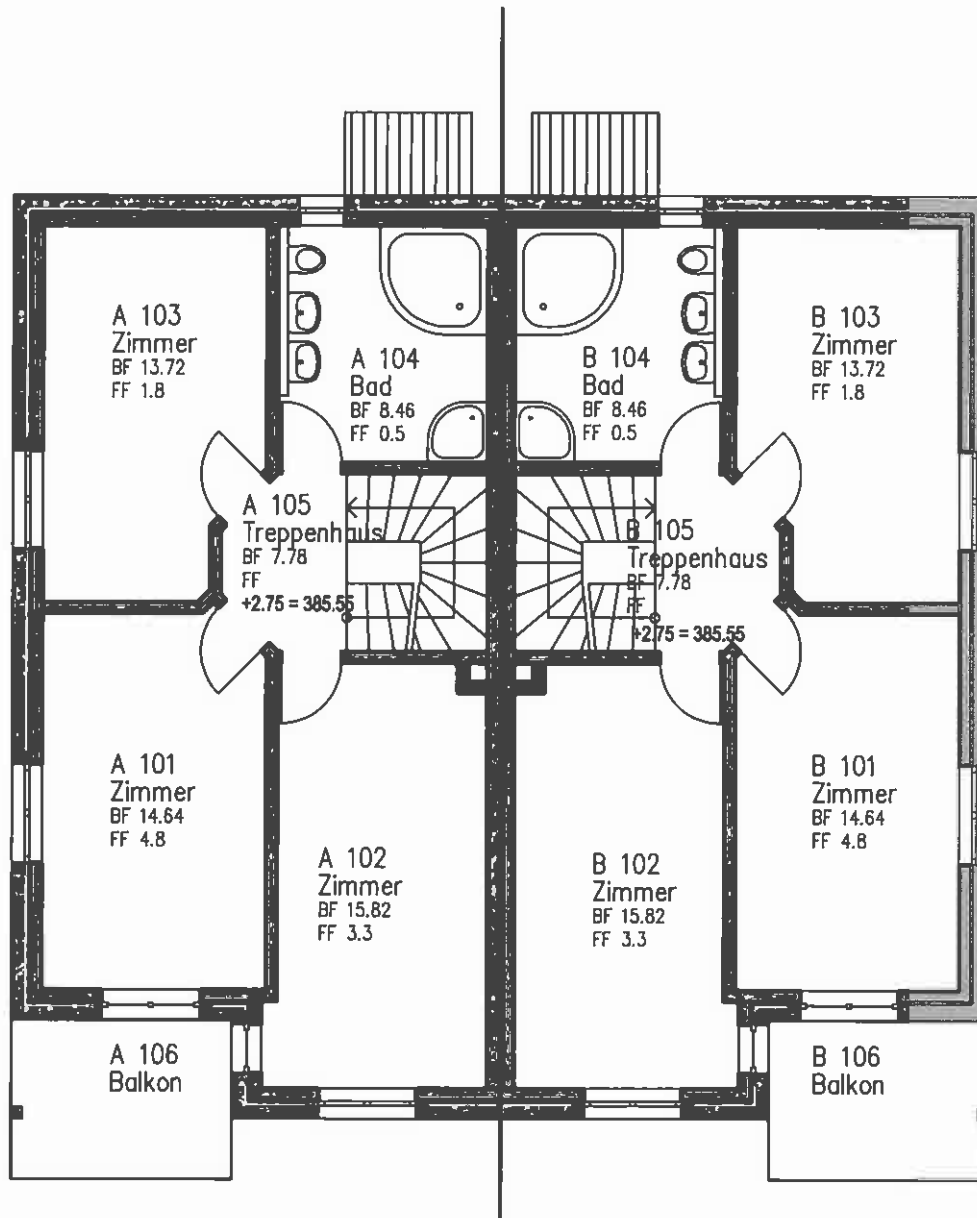 A 103
Zimmer
BF 13.72
FF 1.8
A 104
Bad
BF 8.46
FF 0.5
B 104
Bad
BF 8.46
FF 0.5
B 103
Zimmer
BF 13.72
FF 1.8
A 105
Treppenhaus
BF 7.78
FF
+2.75 = 385.55
B 105
Treppenhaus
BF 7.78
FF
+2.75 = 385.55
A 101
Zimmer
BF 14.64
FF 4.8
A 102
Zimmer
BF 15.82
FF 3.3
B 102
Zimmer
BF 15.82
FF 3.3
B 101
Zimmer
BF 14.64
FF 4.8
A 106
Balkon
B 106
Balkon